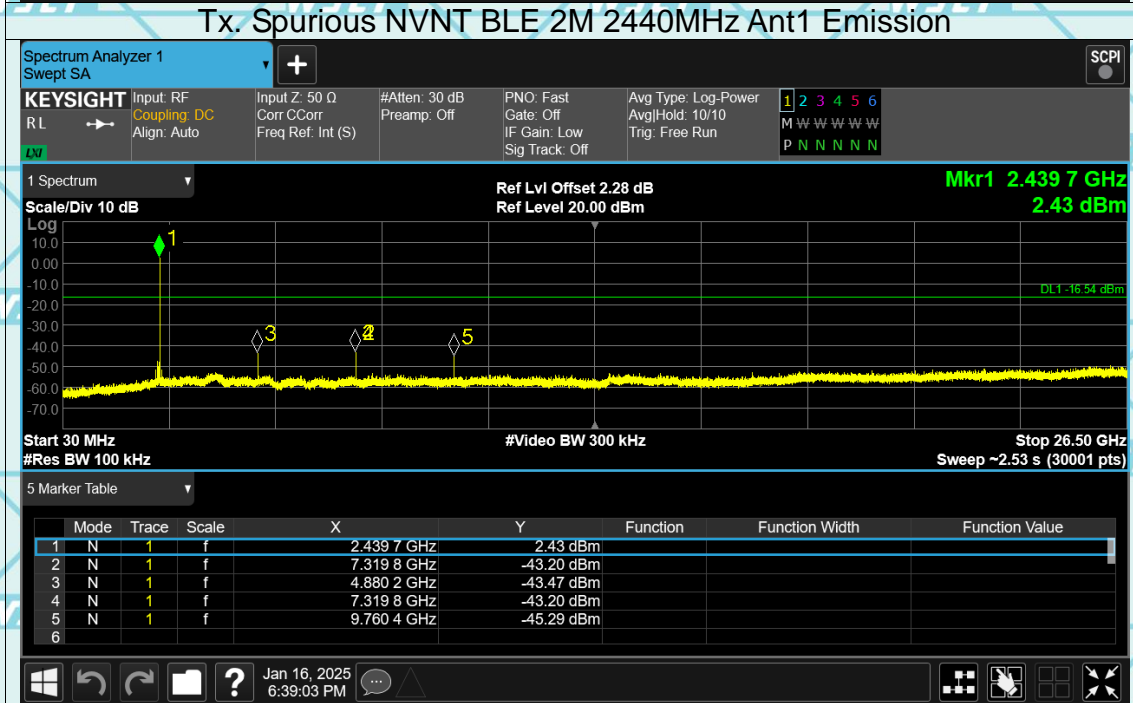 Tx. Spurious NVNT BLE 2M 2440MHz Ant1 Emission
Spectrum Analyzer 1
Swept SA
SCPI
KEYSIGHT
RL
LXI
Input: RF
Coupling: DC
Align: Auto
Input Z: 50 Ω
Corr CCorr
Freq Ref: Int (S)
#Atten: 30 dB
Preamp: Off
PNO: Fast
Gate: Off
IF Gain: Low
Sig Track: Off
Avg Type: Log-Power
Avg|Hold: 10/10
Trig: Free Run
1 2 3 4 5 6
M W W W W W
P N N N N N
1 Spectrum
Scale/Div 10 dB
Ref Lvl Offset 2.28 dB
Ref Level 20.00 dBm
Mkr1 2.439 7 GHz
2.43 dBm
Log
10.0
0.00
-10.0
-20.0
-30.0
-40.0
-50.0
-60.0
-70.0
1
3
2
4
5
DL1 -16.54 dBm
Start 30 MHz
#Video BW 300 kHz
Stop 26.50 GHz
#Res BW 100 kHz
Sweep ~2.53 s (30001 pts)
5 Marker Table
Mode Trace Scale X Y Function Function Width Function Value
1 N 1 f 2.439 7 GHz 2.43 dBm
2 N 1 f 7.319 8 GHz -43.20 dBm
3 N 1 f 4.880 2 GHz -43.47 dBm
4 N 1 f 7.319 8 GHz -43.20 dBm
5 N 1 f 9.760 4 GHz -45.29 dBm
6
Jan 16, 2025
6:39:03 PM